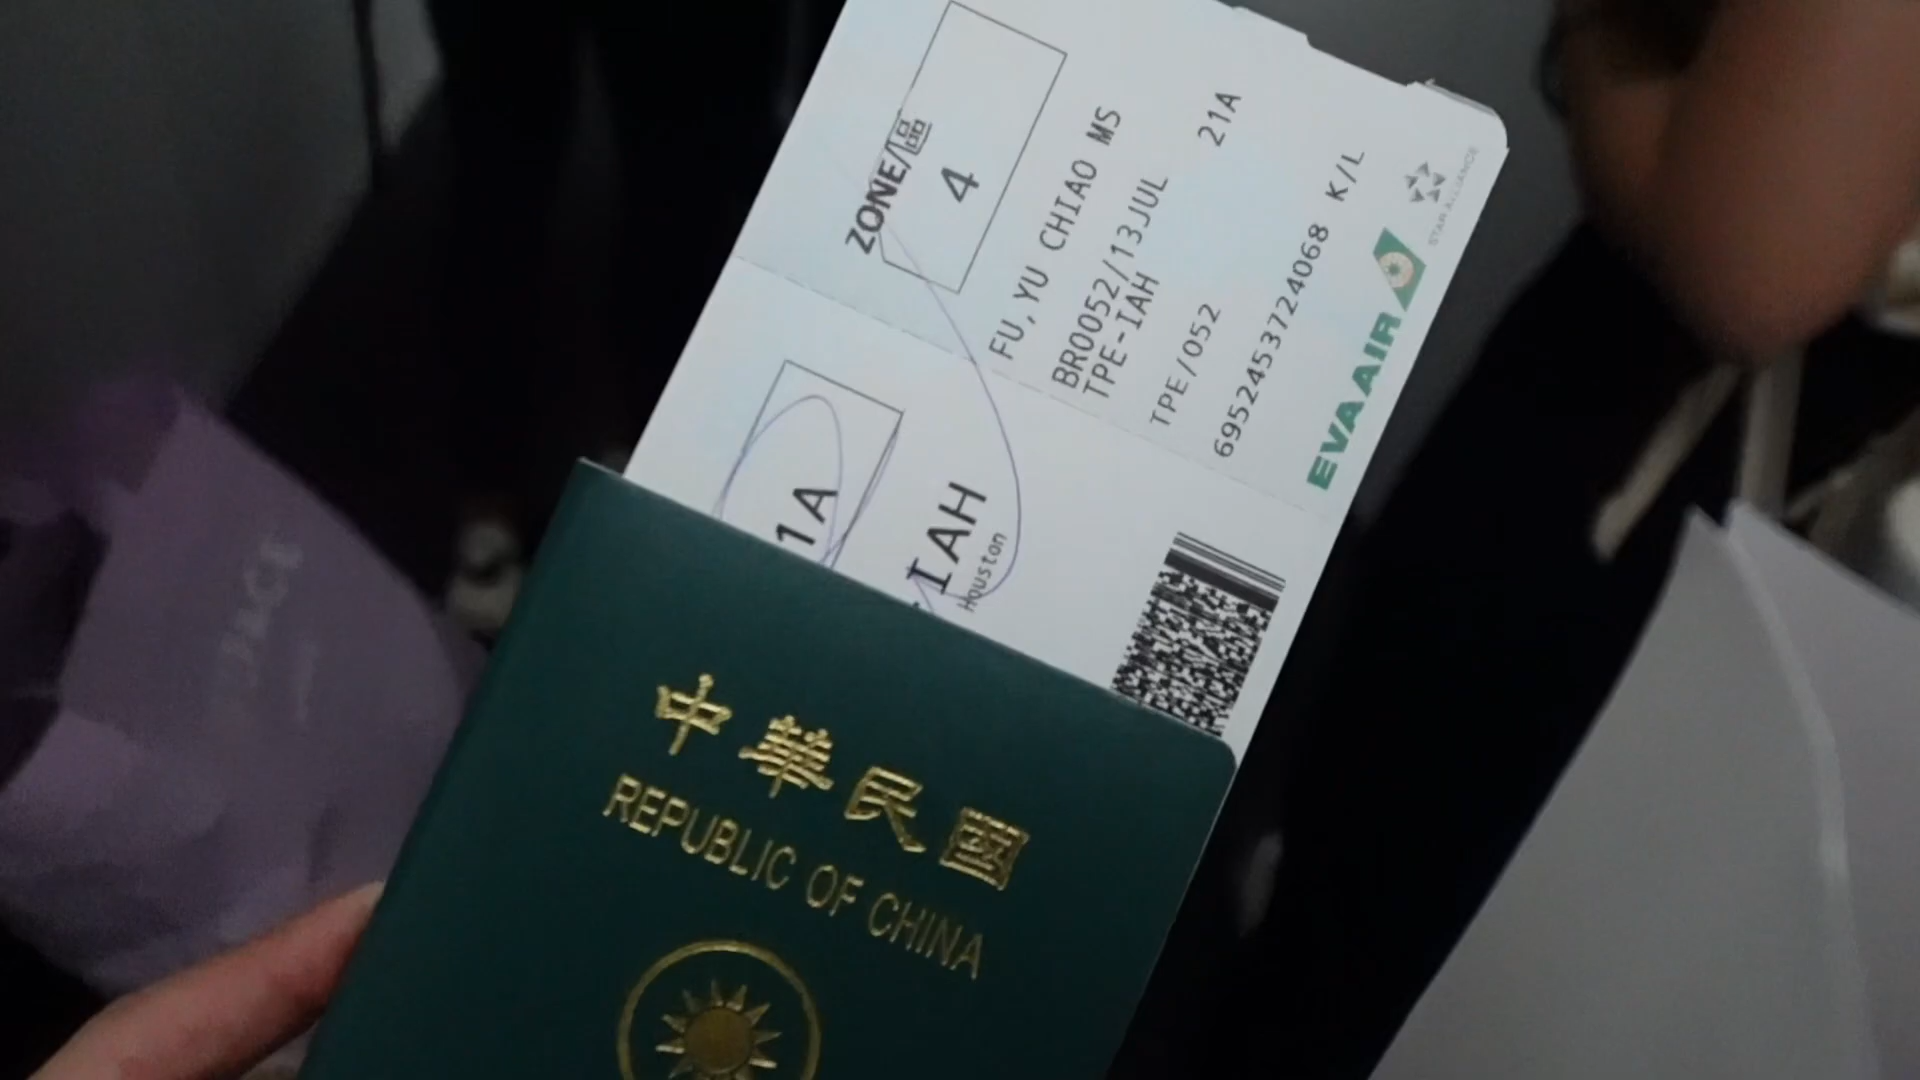 ZONE/區
4
FU,YU CHIAO MS
BR0052/13JUL 21A
TPE-IAH
TPE/052
6952453724068 K/L
EVA AIR
STAR ALLIANCE
1A
IAH
Houston
中華民國
REPUBLIC OF CHINA